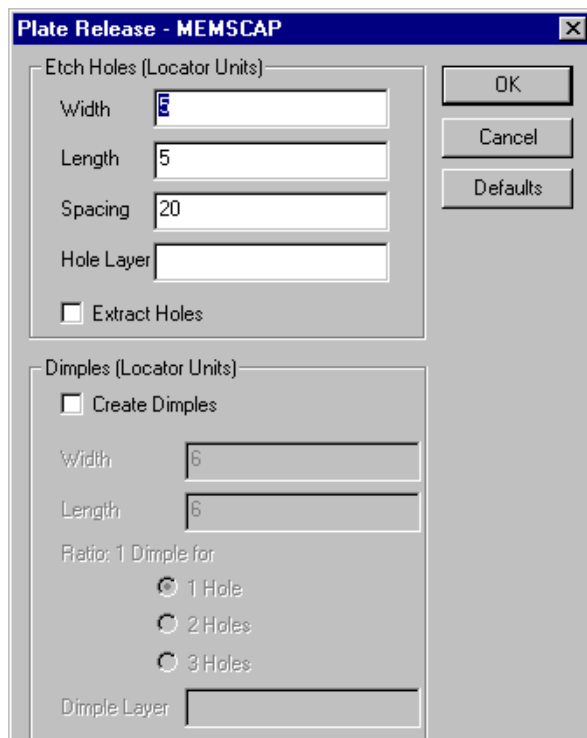 Plate Release - MEMSCAP
Etch Holes (Locator Units)
Width 5
Length 5
Spacing 20
Hole Layer
Extract Holes
OK
Cancel
Defaults
Dimples (Locator Units)
Create Dimples
Width 6
Length 6
Ratio: 1 Dimple for
1 Hole
2 Holes
3 Holes
Dimple Layer